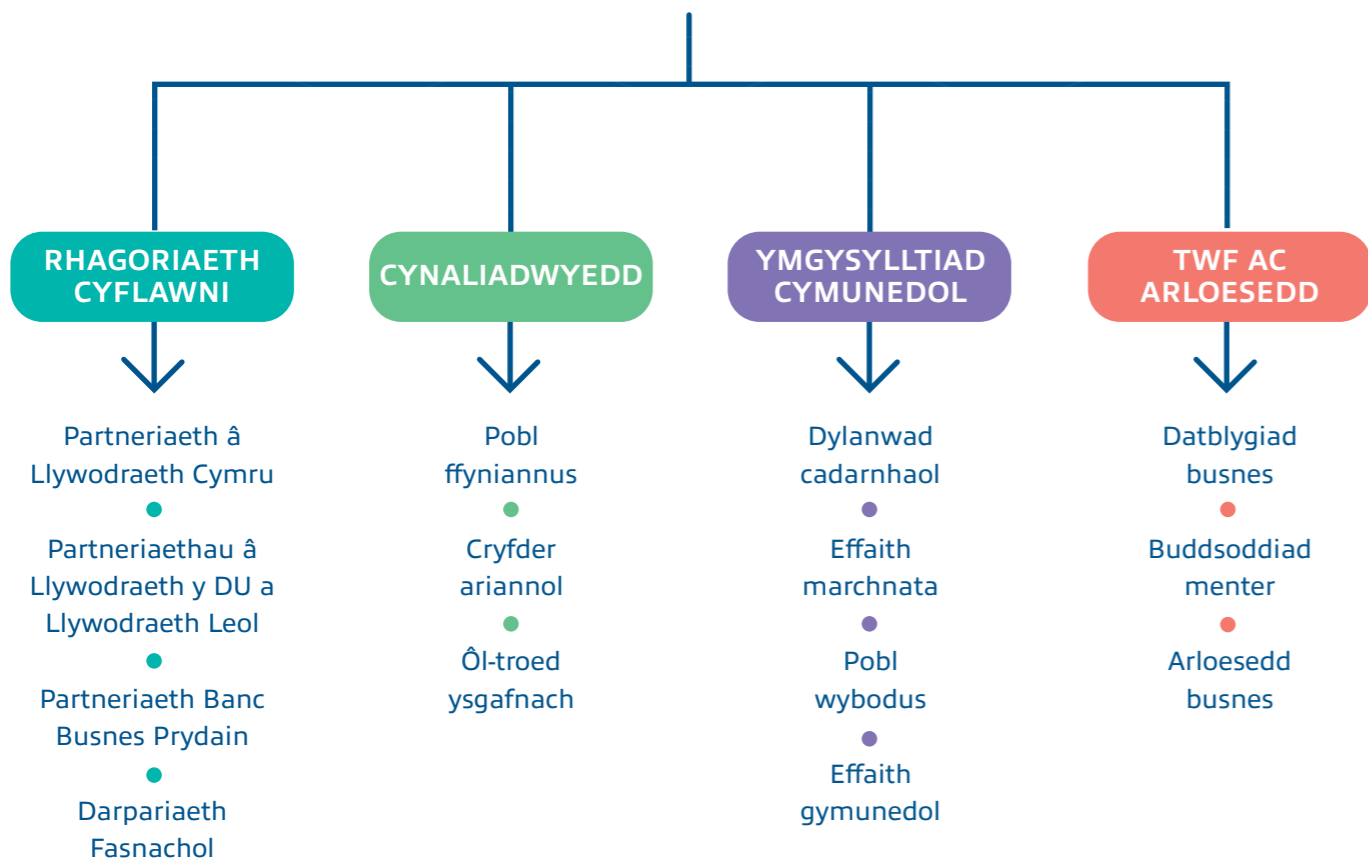 RHAGORIAETH
CYFLAWNI
Partneriaeth â
Llywodraeth Cymru
Partneriaethau â
Llywodraeth y DU a
Llywodraeth Leol
Partneriaeth Banc
Busnes Prydain
Darpariaeth
Fasnachol
CYNALIADWYEDD
Pobl
ffyniannus
Cryfder
ariannol
Ôl-troed
ysgafnach
YMGYSYLLTIAD
CYMUNEDOL
Dylanwad
cadarnhaol
Effaith
marchnata
Pobl
wybodus
Effaith
gymunedol
TWF AC
ARLOESEDD
Datblygiad
busnes
Buddsoddiad
menter
Arloesedd
busnes